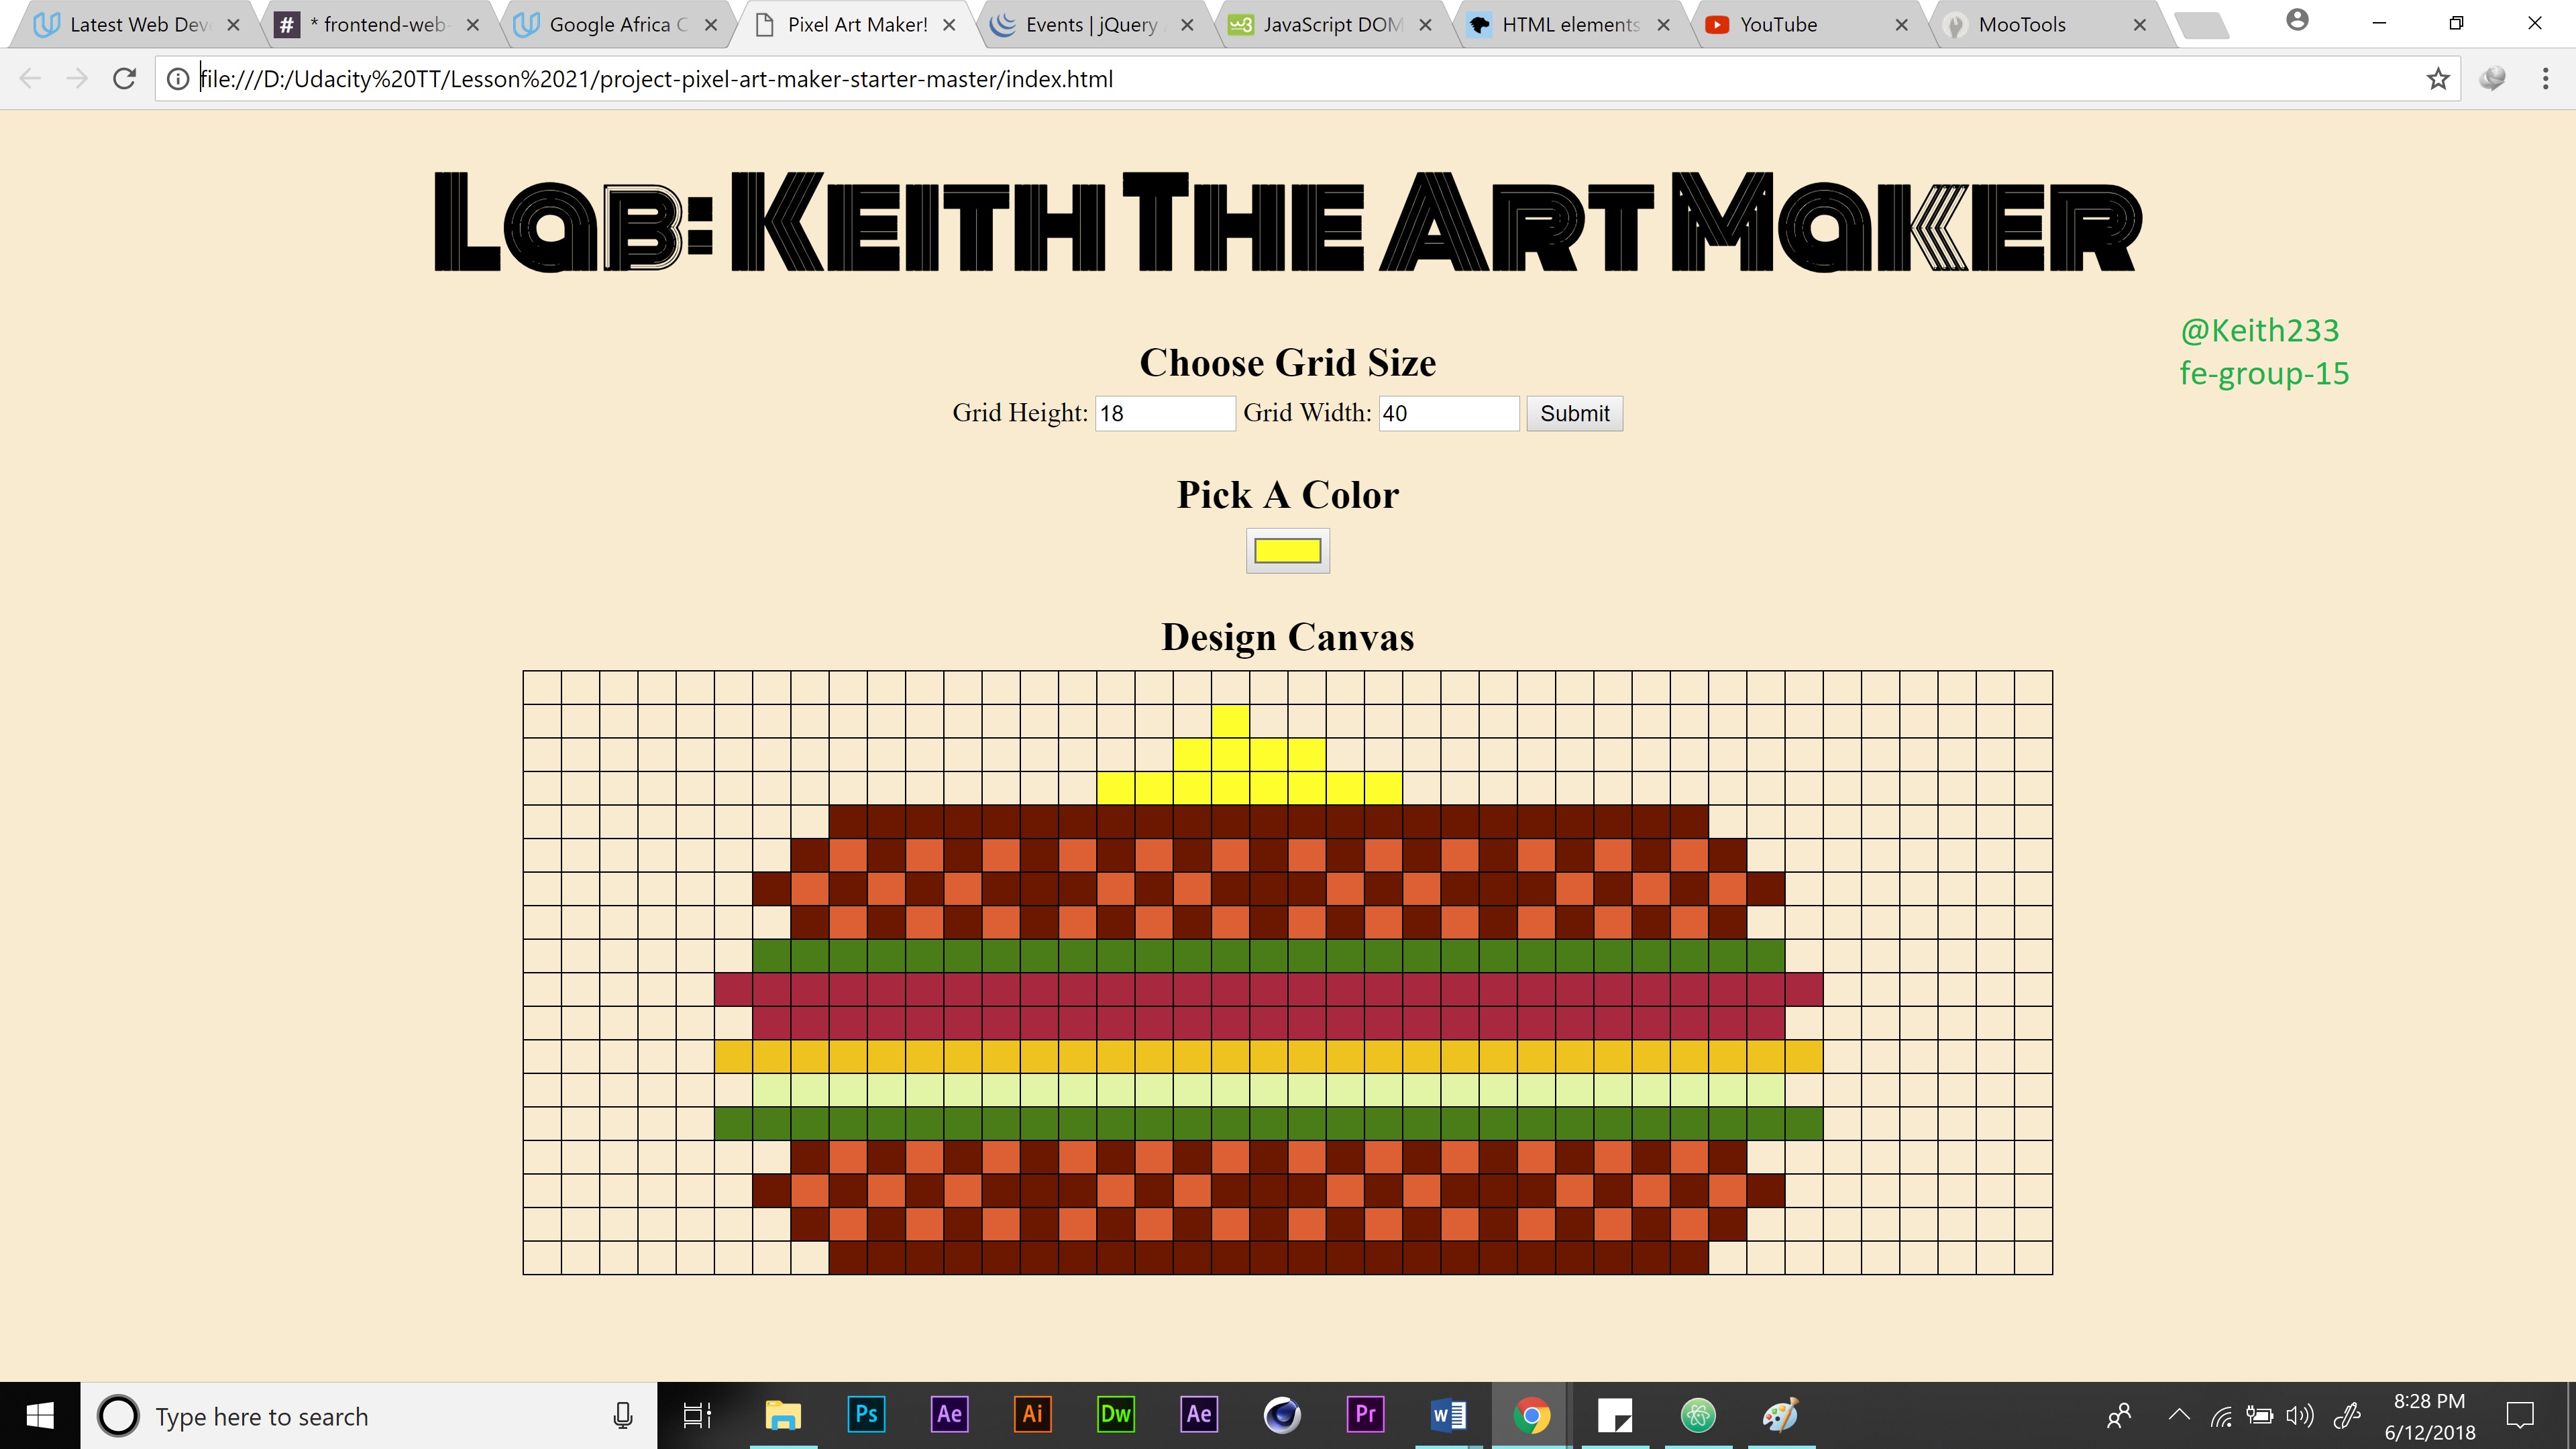 Latest Web Dev
* frontend-web-
Google Africa C
Pixel Art Maker!
Events | jQuery
JavaScript DOM
HTML elements
YouTube
MooTools
file:///D:/Udacity%20TT/Lesson%2021/project-pixel-art-maker-starter-master/index.html
Lab: Keith The Art Maker
@Keith233
fe-group-15
Choose Grid Size
Grid Height: 18 Grid Width: 40 Submit
Pick A Color
Design Canvas
Type here to search
Ps Ae Ai Dw Ae Pr
8:28 PM
6/12/2018